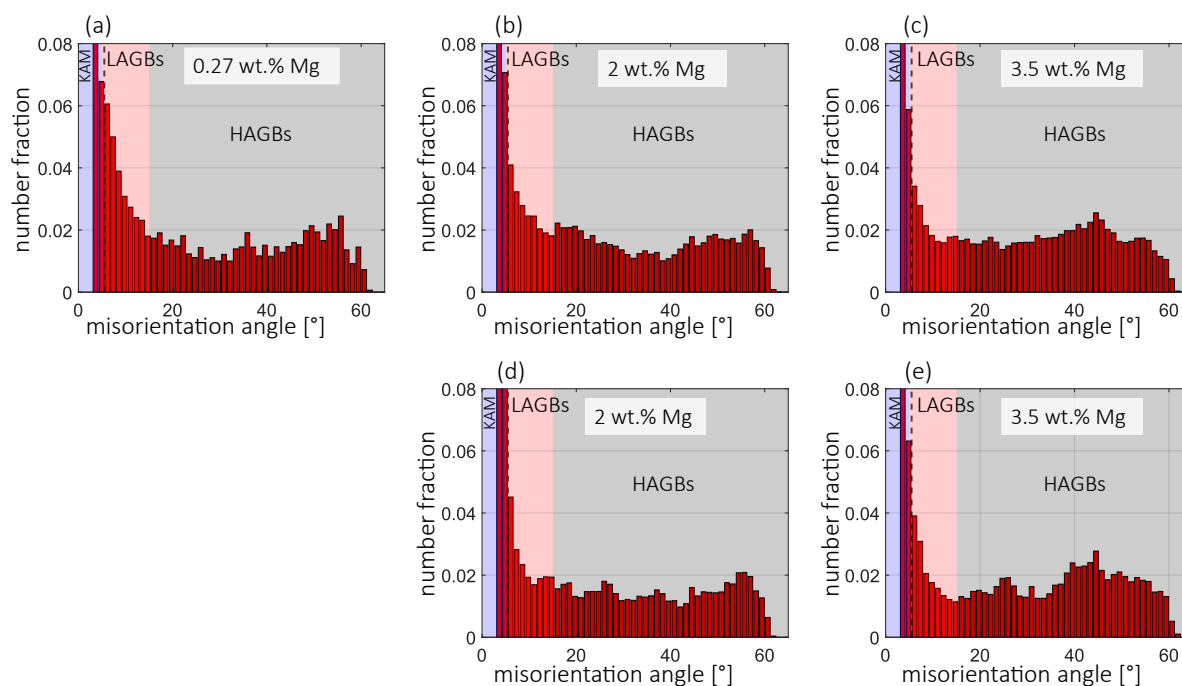 (a)
0.08
0.06
0.04
0.02
0
number fraction
KAM
LAGBs
0.27 wt.% Mg
HAGBs
20
40
60
misorientation angle [°]
(b)
0.08
0.06
0.04
0.02
0
number fraction
KAM
LAGBs
2 wt.% Mg
HAGBs
0
20
40
60
misorientation angle [°]
(c)
0.08
0.06
0.04
0.02
0
number fraction
KAM
LAGBs
3.5 wt.% Mg
HAGBs
0
20
40
60
misorientation angle [°]
(d)
0.08
0.06
0.04
0.02
0
number fraction
KAM
LAGBs
2 wt.% Mg
HAGBs
0
20
40
60
misorientation angle [°]
(e)
0.08
0.06
0.04
0.02
0
number fraction
KAM
LAGBs
3.5 wt.% Mg
HAGBs
0
20
40
60
misorientation angle [°]